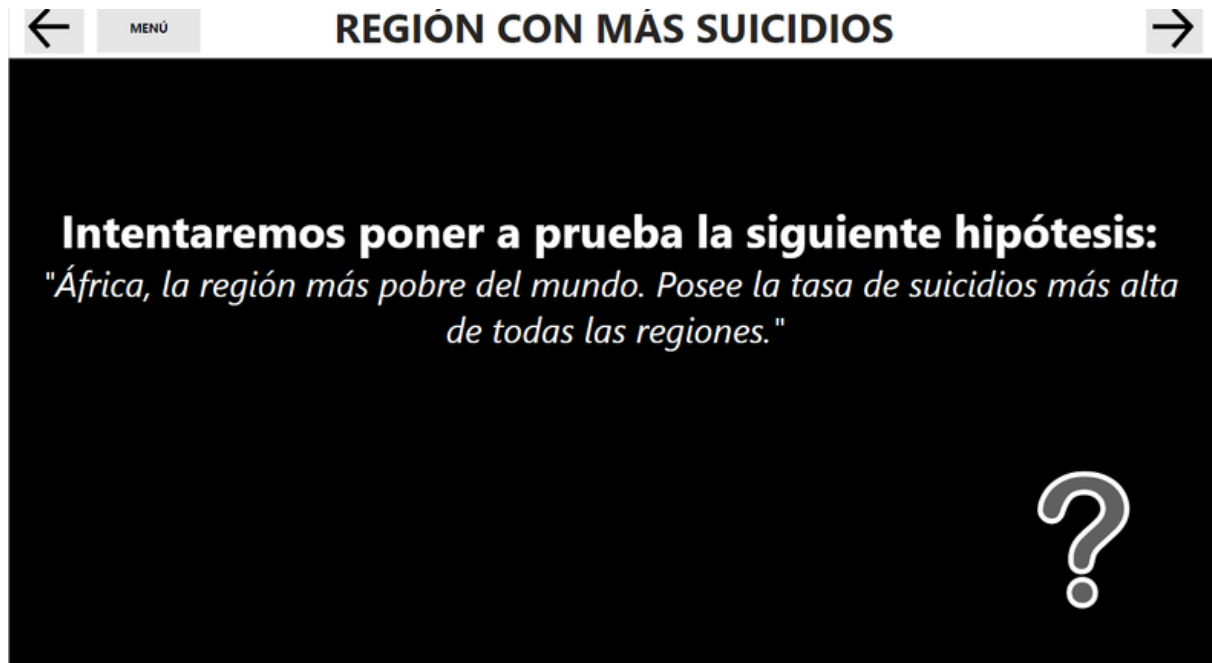 MENÚ
REGIÓN CON MÁS SUICIDIOS
Intentaremos poner a prueba la siguiente hipótesis:
"África, la región más pobre del mundo. Posee la tasa de suicidios más alta
de todas las regiones."
?